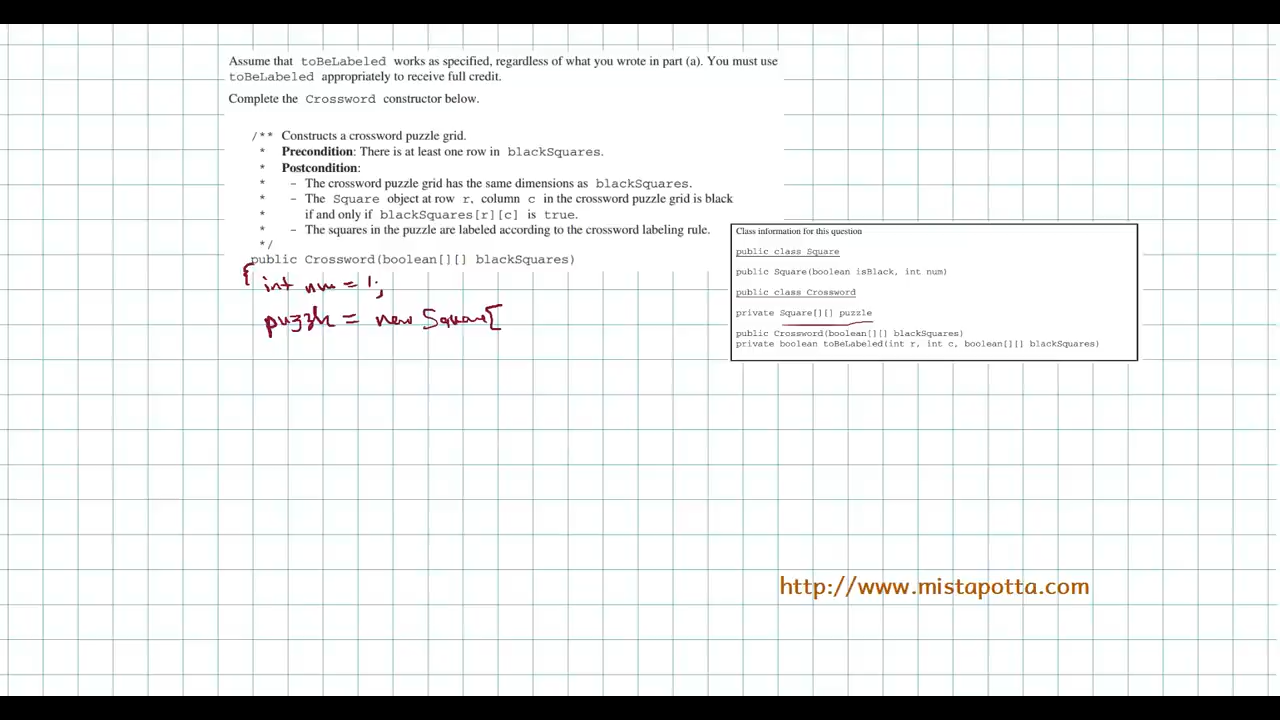 Assume that toBeLabeled works as specified, regardless of what you wrote in part (a). You must use
toBeLabeled appropriately to receive full credit.
Complete the Crossword constructor below.
/** Constructs a crossword puzzle grid.
* Precondition: There is at least one row in blackSquares.
* Postcondition:
* – The crossword puzzle grid has the same dimensions as blackSquares.
* – The Square object at row r, column c in the crossword puzzle grid is black
* if and only if blackSquares[r][c] is true.
* – The squares in the puzzle are labeled according to the crossword labeling rule.
*/
public Crossword(boolean[][] blackSquares)
{ int num = 1;
puzzle = new Square[
Class information for this question
public class Square
public Square(boolean isBlack, int num)
public class Crossword
private Square[][] puzzle
public Crossword(boolean[][] blackSquares)
private boolean toBeLabeled(int r, int c, boolean[][] blackSquares)
http://www.mistapotta.com